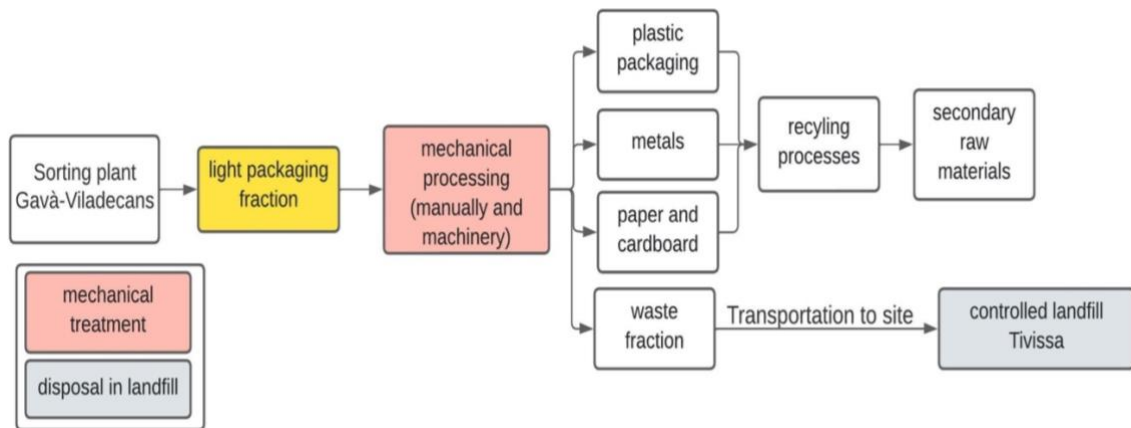 Sorting plant
Gavà-Viladecans
light packaging
fraction
mechanical
processing
(manually and
machinery)
plastic
packaging
metals
paper and
cardboard
waste
fraction
recyling
processes
secondary
raw
materials
Transportation to site
controlled landfill
Tivissa
mechanical
treatment
disposal in landfill